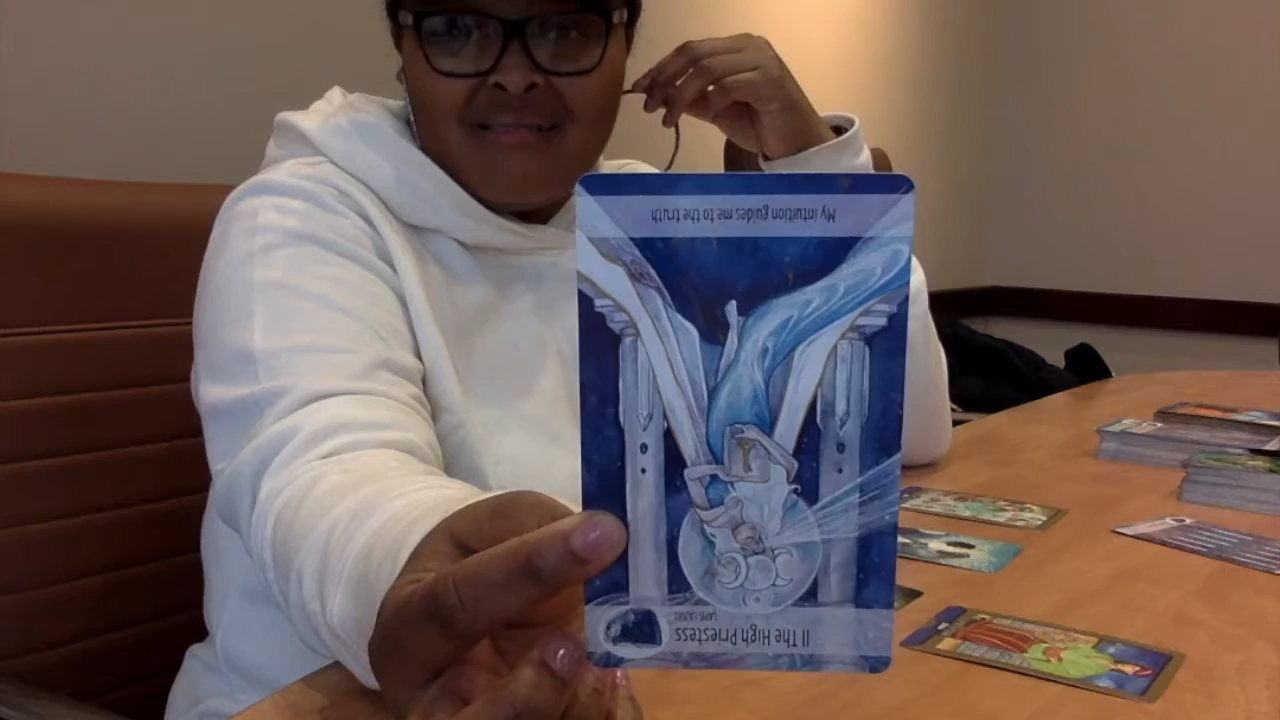 My intuition guides me to the truth
II The High Priestess
LAPIS LAZULI